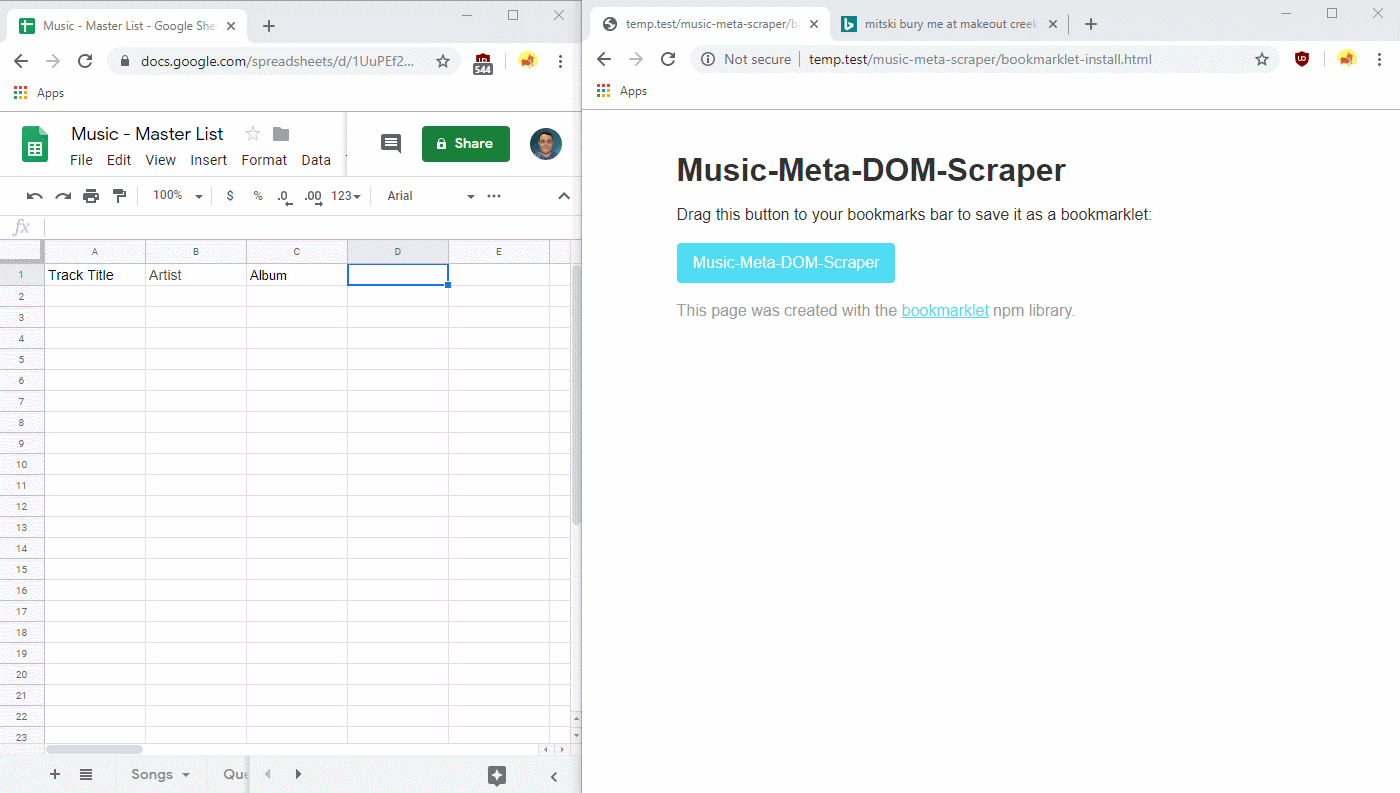 Music - Master List - Google She
docs.google.com/spreadsheets/d/1UuPEf2...
544
Apps
Music - Master List
File Edit View Insert Format Data
Share
100% $ % .0 .00 123 Arial
fx
A B C D E
1 Track Title Artist Album
2
3
4
5
6
7
8
9
10
11
12
13
14
15
16
17
18
19
20
21
22
23
Songs Que
temp.test/music-meta-scraper/b
mitski bury me at makeout creek
Not secure temp.test/music-meta-scraper/bookmarklet-install.html
Apps
Music-Meta-DOM-Scraper
Drag this button to your bookmarks bar to save it as a bookmarklet:
Music-Meta-DOM-Scraper
This page was created with the bookmarklet npm library.